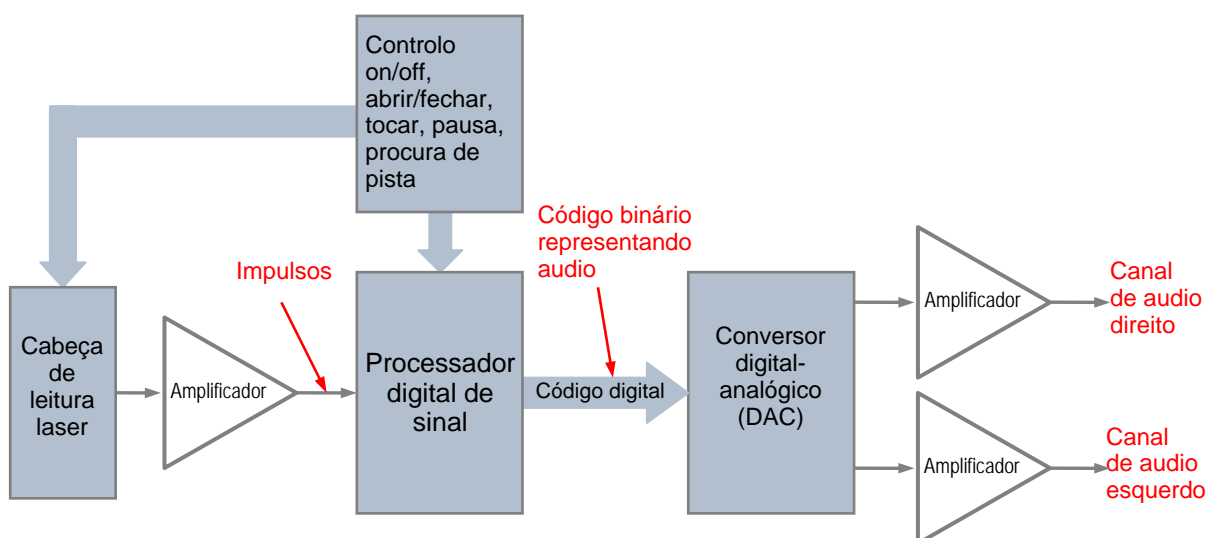 Controlo
on/off,
abrir/fechar,
tocar, pausa,
procura de
pista
Código binário
representando
audio
Impulsos
Canal
de audio
direito
Amplificador
Cabeça
de
leitura
laser
Amplificador
Processador
digital de
sinal
Código digital
Conversor
digital-
analógico
(DAC)
Amplificador
Canal
de audio
esquerdo